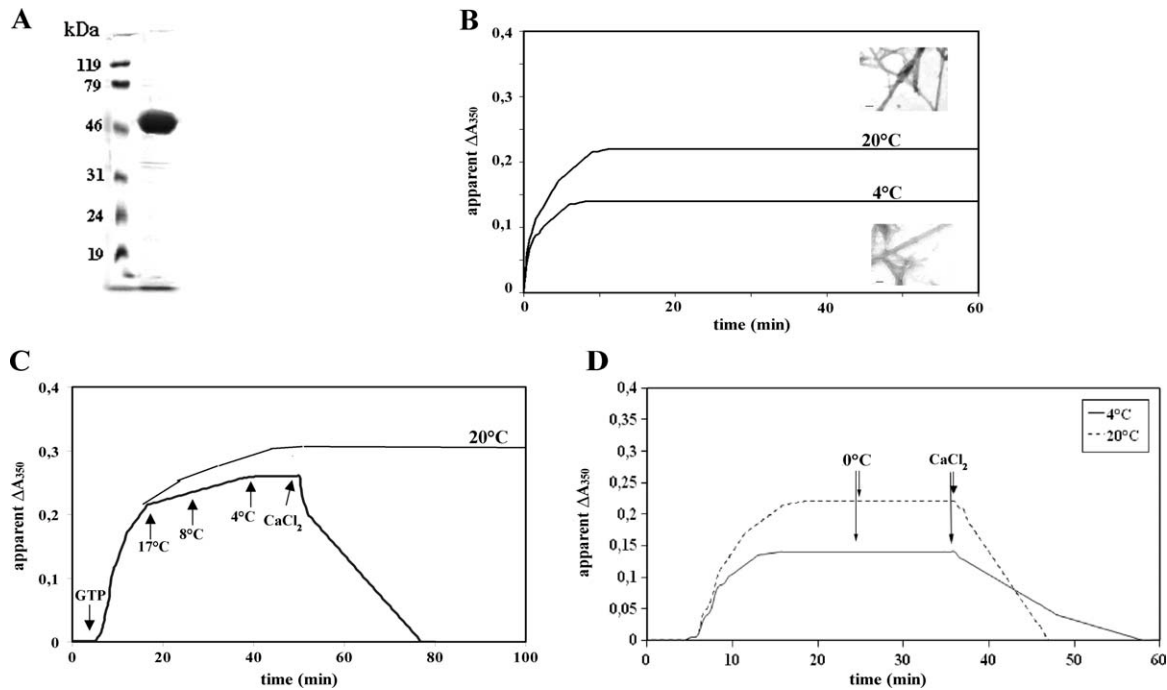 A
kDa
119
79
46
31
24
19
B
apparent ΔA350
0,4
0,3
0,2
0,1
0
20°C
4°C
0
20
40
60
time (min)
C
apparent ΔA350
0,4
0,3
0,2
0,1
0
20°C
17°C
8°C
4°C
CaCl2
GTP
0
20
40
60
80
100
time (min)
D
apparent ΔA350
0,4
0,35
0,3
0,25
0,2
0,15
0,1
0,05
0
4°C
20°C
0°C
CaCl2
0
10
20
30
40
50
60
time (min)